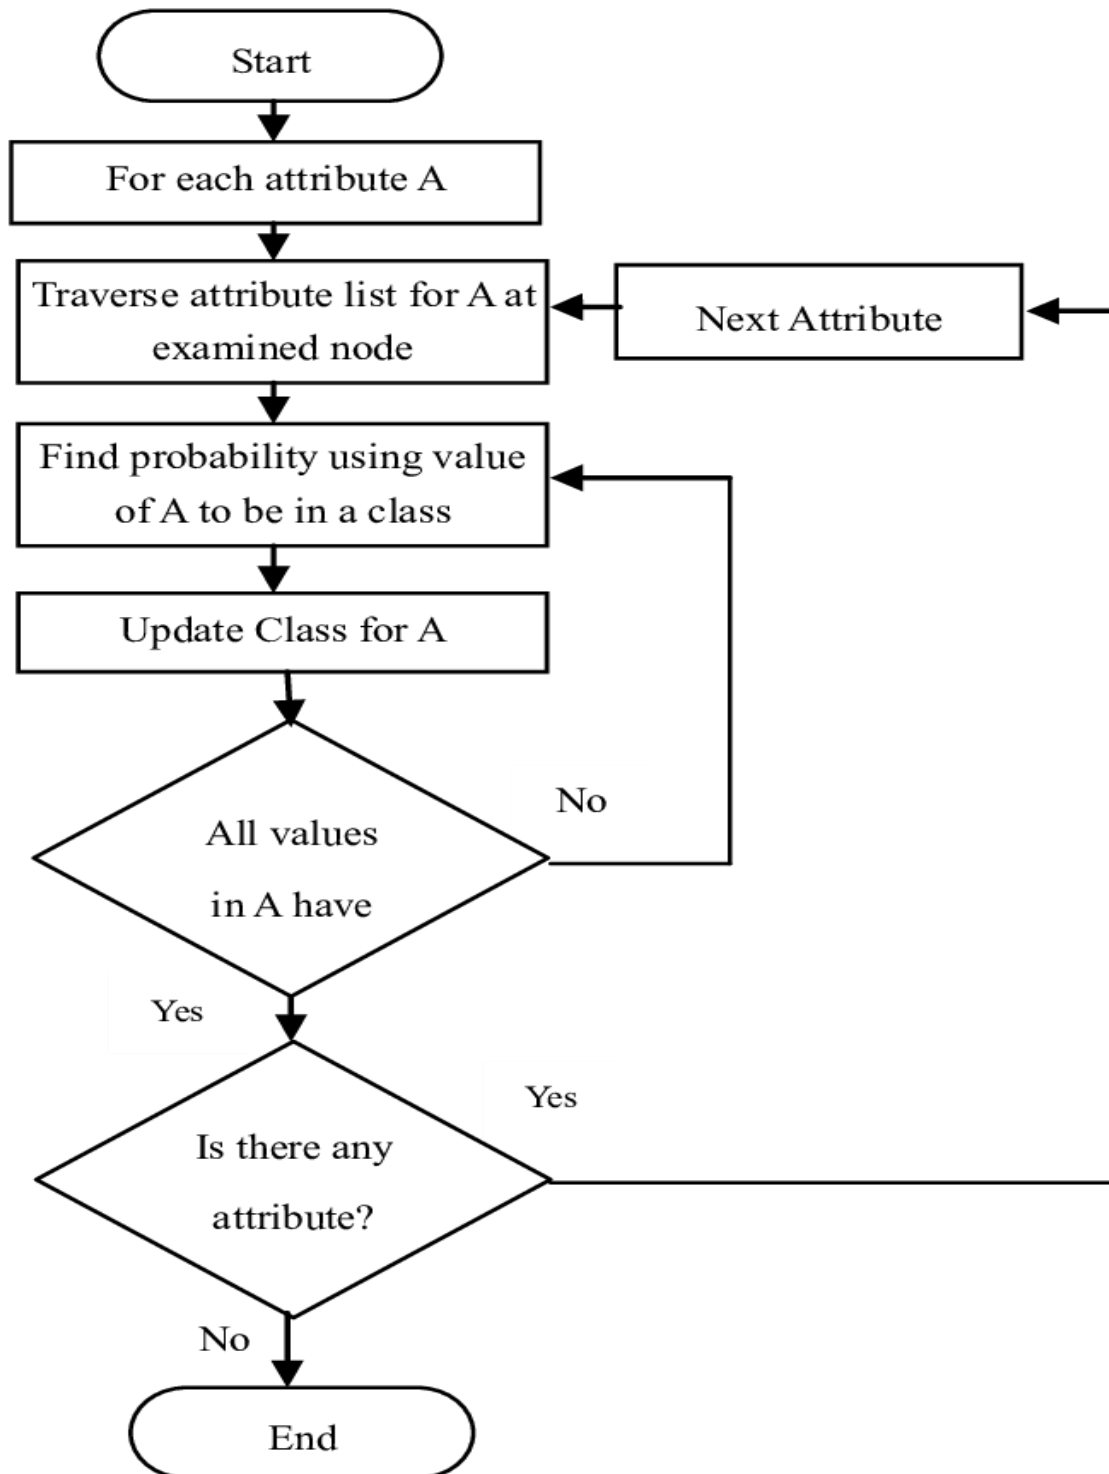 Start
For each attribute A
Traverse attribute list for A at
examined node
Next Attribute
Find probability using value
of A to be in a class
Update Class for A
All values
in A have
No
Yes
Is there any
attribute?
Yes
No
End